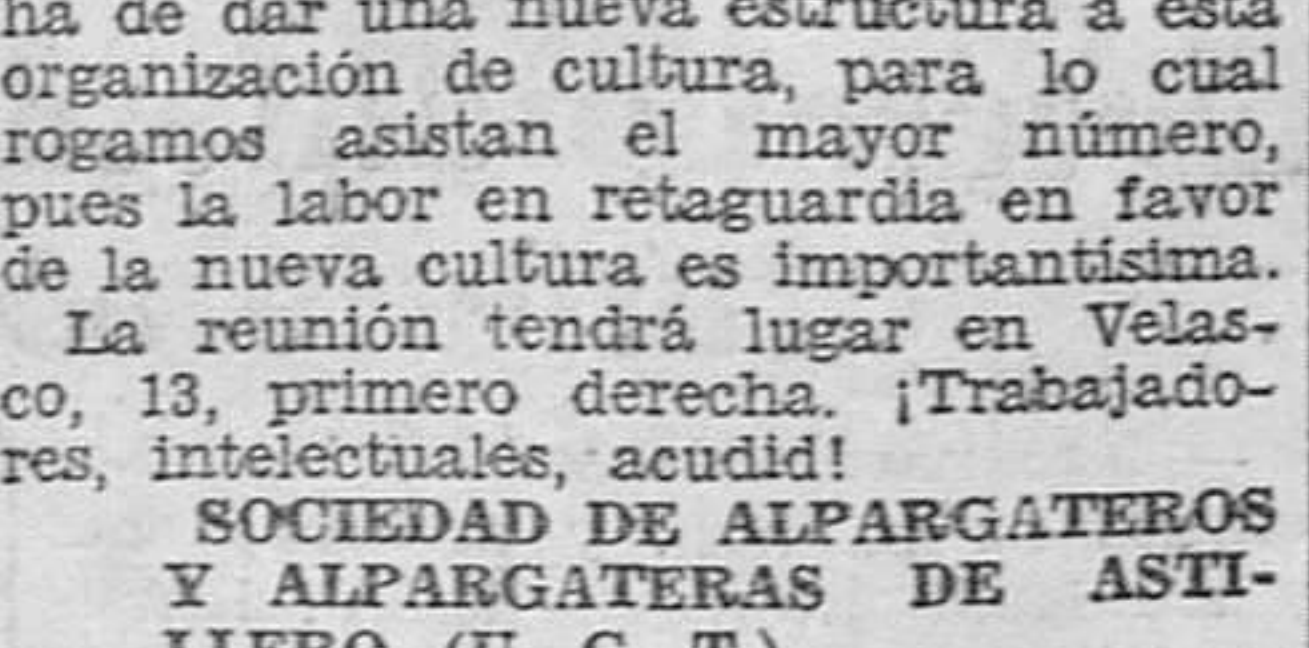 ha de dar una nueva estructura a esta
organización de cultura, para lo cual
rogamos asistan el mayor número,
pues la labor en retaguardia en favor
de la nueva cultura es importantísima.
La reunión tendrá lugar en Velas-
co, 13, primero derecha. ¡Trabajado-
res, intelectuales, acudid!
SOCIEDAD DE ALPARGATEROS
Y ALPARGATERAS DE ASTI-
LLERO (U. G. T.)